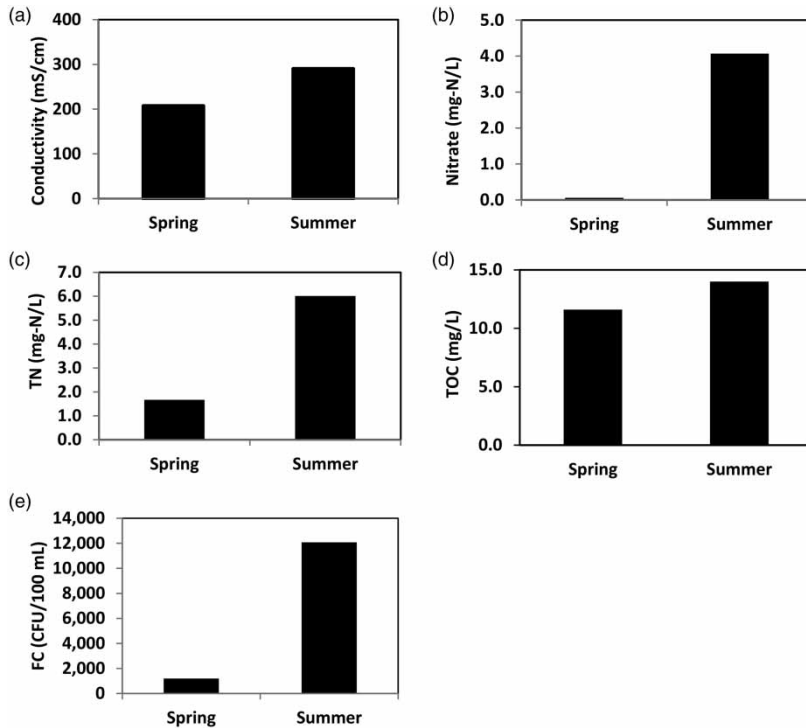 (a)
400
300
200
100
0
Conductivity (mS/cm)
Spring Summer
(b)
5.0
4.0
3.0
2.0
1.0
0.0
Nitrate (mg-N/L)
Spring Summer
(c)
7.0
6.0
5.0
4.0
3.0
2.0
1.0
0.0
TN (mg-N/L)
Spring Summer
(d)
15.0
10.0
5.0
0.0
TOC (mg/L)
Spring Summer
(e)
14,000
12,000
10,000
8,000
6,000
4,000
2,000
0
FC (CFU/100 mL)
Spring Summer